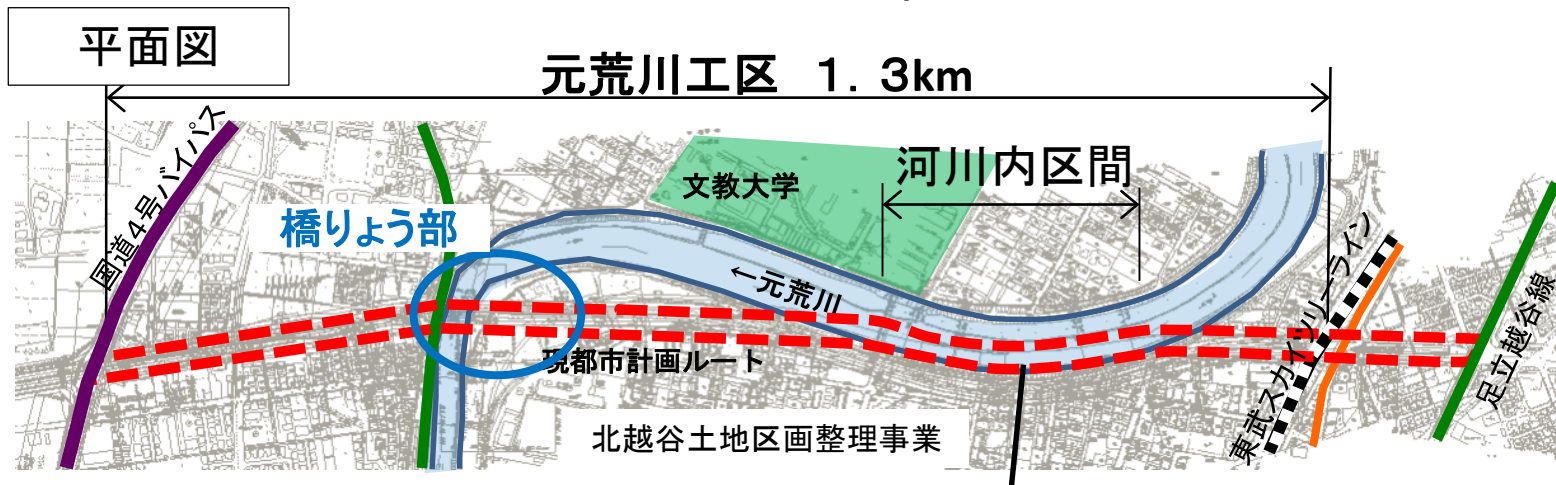 平面図
元荒川工区　１．３km
国道4号バイパス
橋りょう部
文教大学
河川内区間
←元荒川
現都市計画ルート
北越谷土地区画整理事業
東武スカイツリーライン
足立越谷線